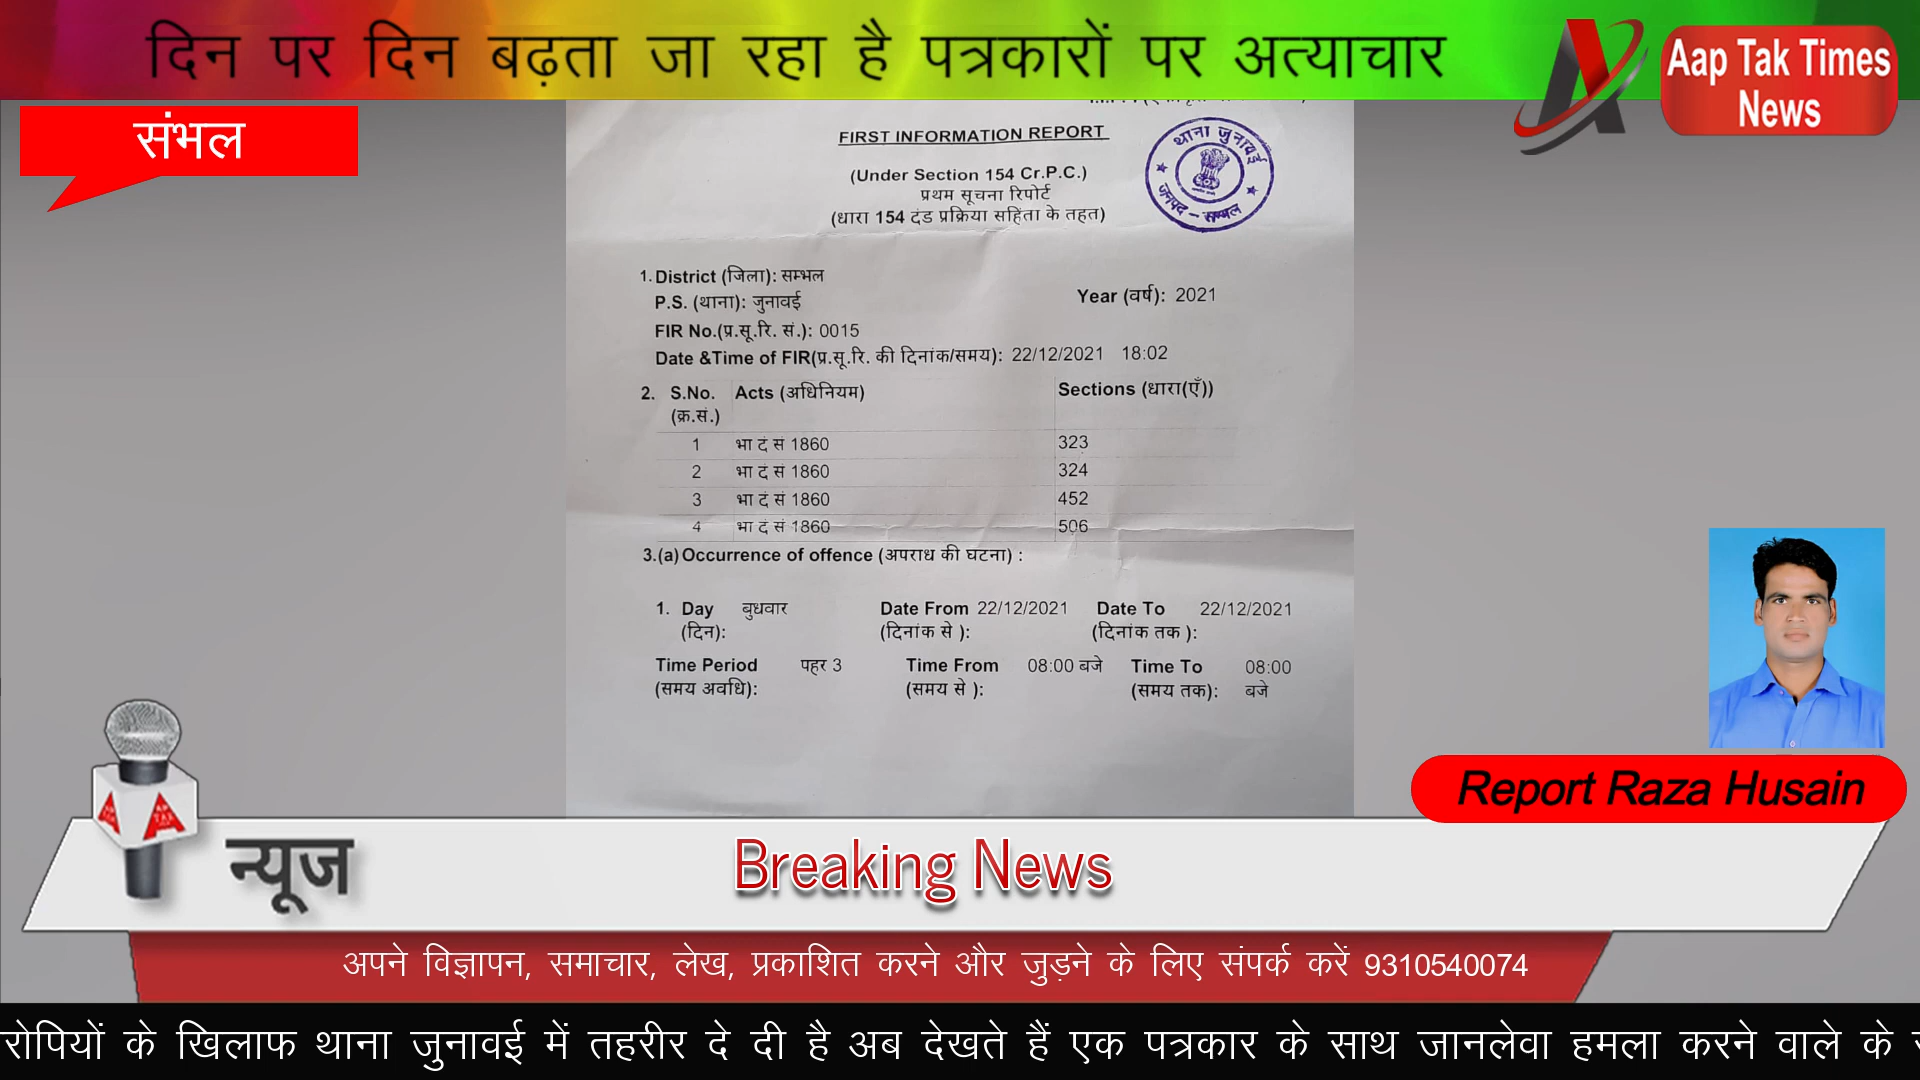 दिन पर दिन बढ़ता जा रहा है पत्रकारों पर अत्याचार
Aap Tak Times
News
संभल
FIRST INFORMATION REPORT
(Under Section 154 Cr.P.C.)
प्रथम सूचना रिपोर्ट
(धारा 154 दंड प्रक्रिया सहिंता के तहत)
थाना जुनावई
जनपद - सम्भल
1. District (जिला): सम्भल
P.S. (थाना): जुनावई
Year (वर्ष): 2021
FIR No.(प्र.सू.रि. सं.): 0015
Date &Time of FIR(प्र.सू.रि. की दिनांक/समय): 22/12/2021 18:02
2. S.No. Acts (अधिनियम) Sections (धारा(एँ))
(क्र.सं.)
1 भा दं सं 1860 323
2 भा दं सं 1860 324
3 भा दं सं 1860 452
4 भा दं सं 1860 506
3.(a) Occurrence of offence (अपराध की घटना) :
1. Day बुधवार Date From 22/12/2021 Date To 22/12/2021
(दिन): (दिनांक से ): (दिनांक तक ):
Time Period पहर 3 Time From 08:00 बजे Time To 08:00
(समय अवधि): (समय से ): (समय तक): बजे
Report Raza Husain
न्यूज
Breaking News
अपने विज्ञापन, समाचार, लेख, प्रकाशित करने और जुड़ने के लिए संपर्क करें 9310540074
रोपियों के खिलाफ थाना जुनावई में तहरीर दे दी है अब देखते हैं एक पत्रकार के साथ जानलेवा हमला करने वाले के